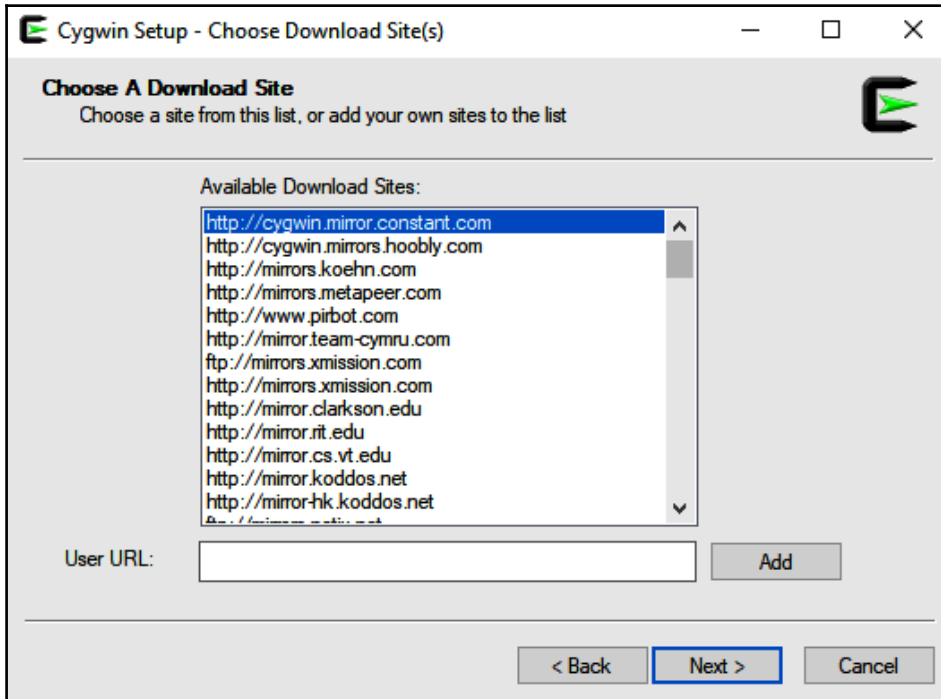 Cygwin Setup - Choose Download Site(s)
Choose A Download Site
Choose a site from this list, or add your own sites to the list
Available Download Sites:
http://cygwin.mirror.constant.com
http://cygwin.mirrors.hoobly.com
http://mirrors.koehn.com
http://mirrors.metapeer.com
http://www.pirbot.com
http://mirror.team-cymru.com
ftp://mirrors.xmission.com
http://mirrors.xmission.com
http://mirror.clarkson.edu
http://mirror.rit.edu
http://mirror.cs.vt.edu
http://mirror.koddos.net
http://mirror-hk.koddos.net
User URL:
Add
< Back
Next >
Cancel